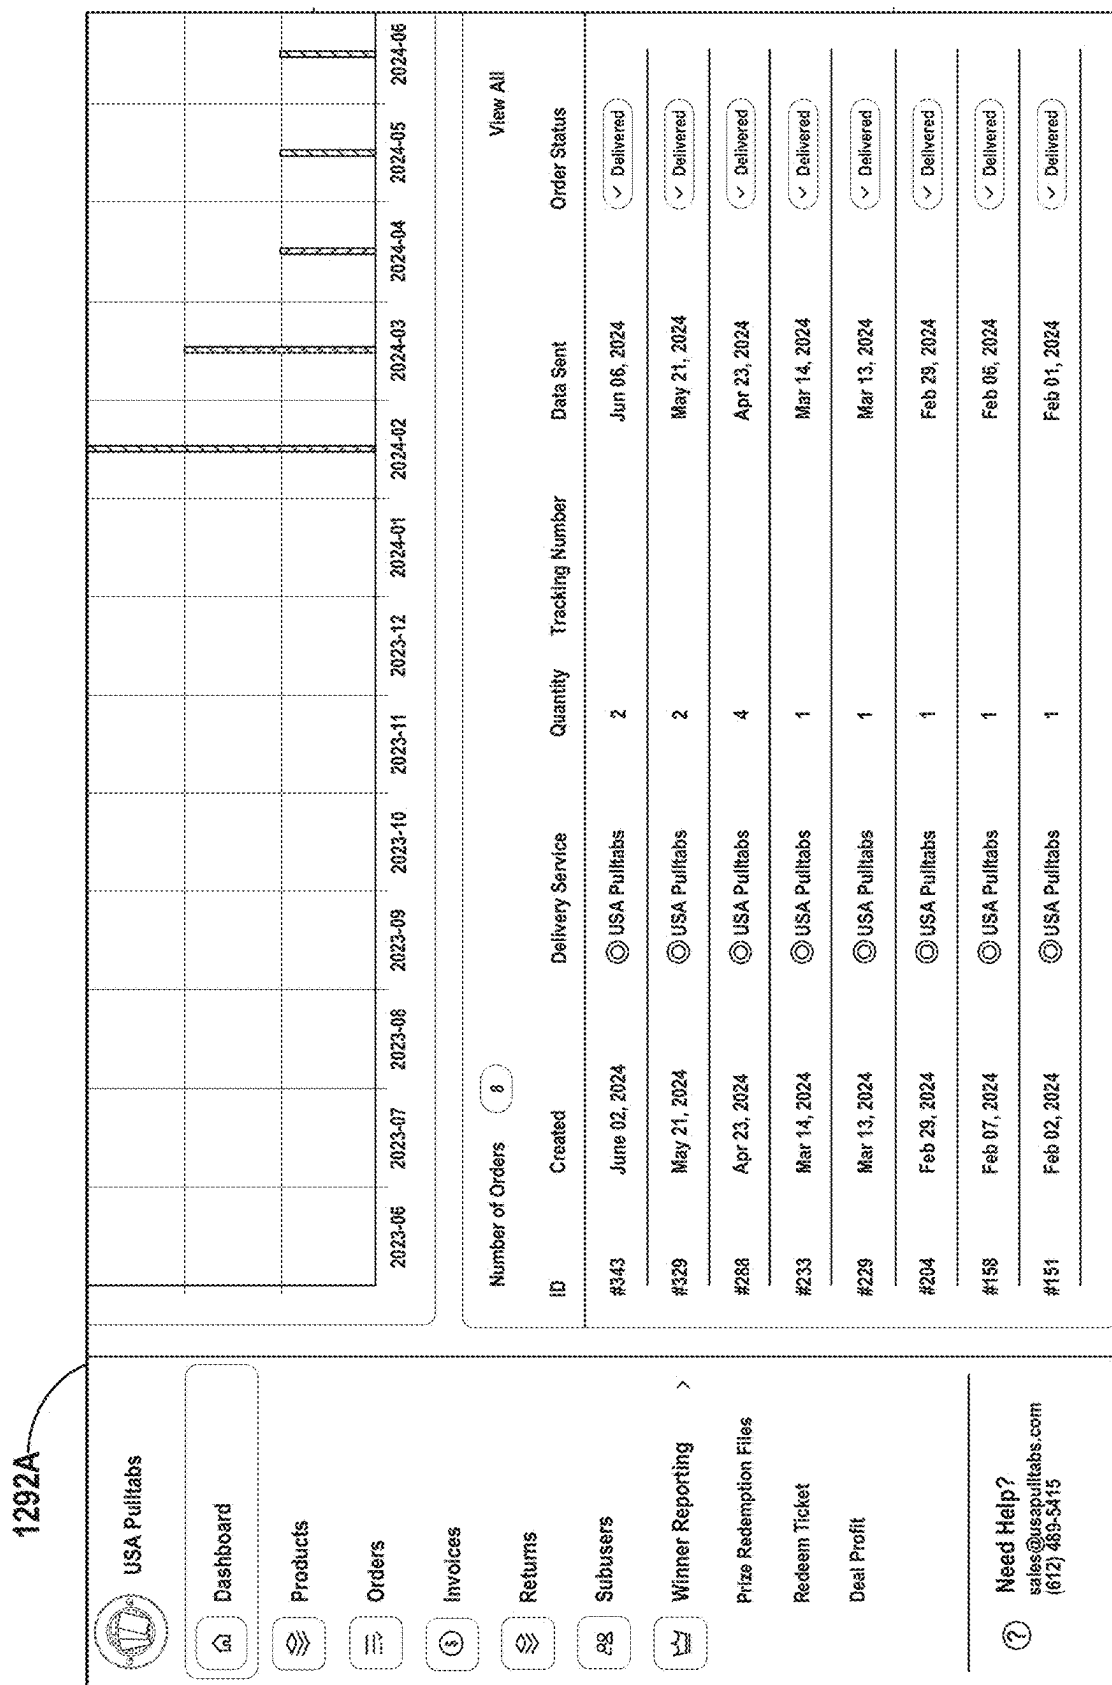 1292A
USA Pulltabs
Dashboard
Products
Orders
Invoices
Returns
Subusers
Winner Reporting >
Prize Redemption Files
Redeem Ticket
Deal Profit
Need Help?
sales@usapulltabs.com
(612) 489-5415
2023-06 2023-07 2023-08 2023-09 2023-10 2023-11 2023-12 2024-01 2024-02 2024-03 2024-04 2024-05 2024-06
Number of Orders 8 View All
ID Created Delivery Service Quantity Tracking Number Data Sent Order Status
#343 June 02, 2024 USA Pulltabs 2 Jun 06, 2024 ✓ Delivered
#329 May 21, 2024 USA Pulltabs 2 May 21, 2024 ✓ Delivered
#288 Apr 23, 2024 USA Pulltabs 4 Apr 23, 2024 ✓ Delivered
#233 Mar 14, 2024 USA Pulltabs 1 Mar 14, 2024 ✓ Delivered
#229 Mar 13, 2024 USA Pulltabs 1 Mar 13, 2024 ✓ Delivered
#204 Feb 29, 2024 USA Pulltabs 1 Feb 29, 2024 ✓ Delivered
#158 Feb 07, 2024 USA Pulltabs 1 Feb 06, 2024 ✓ Delivered
#151 Feb 02, 2024 USA Pulltabs 1 Feb 01, 2024 ✓ Delivered